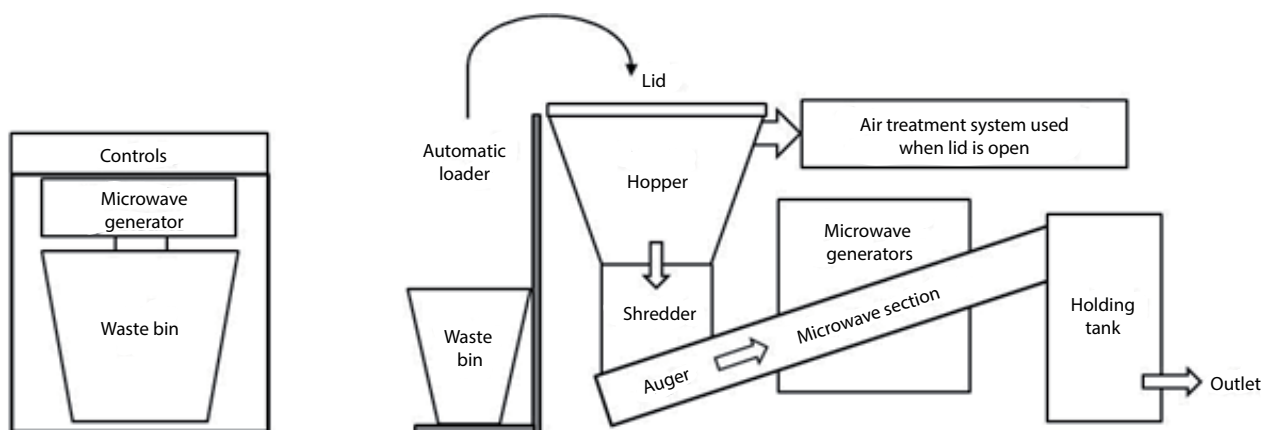 Controls
Microwave
generator
Waste bin
Automatic
loader
Waste
bin
Lid
Hopper
Shredder
Auger
Microwave section
Air treatment system used
when lid is open
Microwave
generators
Holding
tank
Outlet